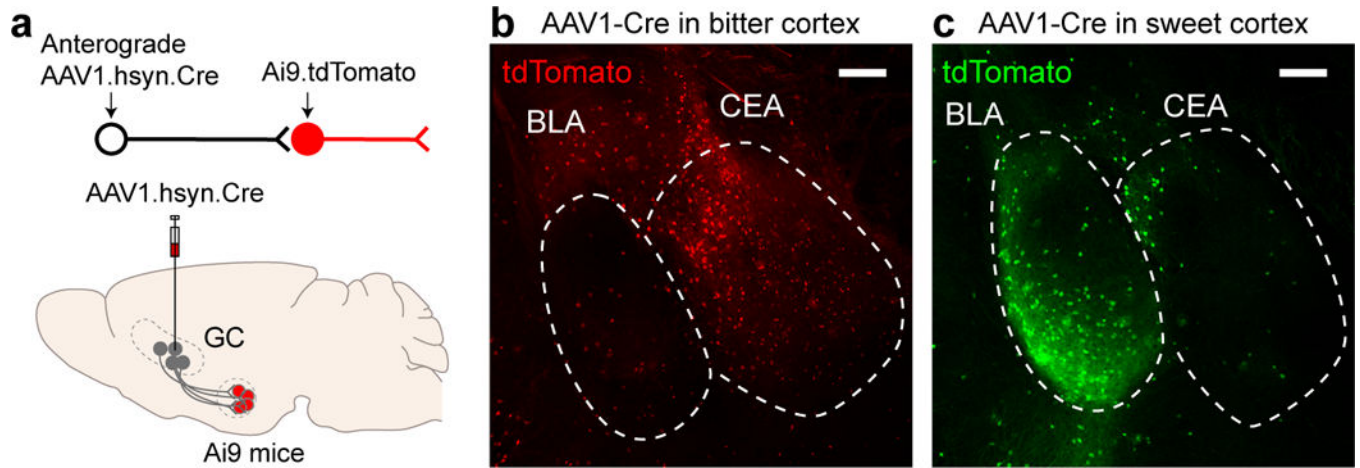 a
Anterograde
AAV1.hsyn.Cre
Ai9.tdTomato
AAV1.hsyn.Cre
GC
Ai9 mice
b AAV1-Cre in bitter cortex
tdTomato
BLA
CEA
c AAV1-Cre in sweet cortex
tdTomato
BLA
CEA